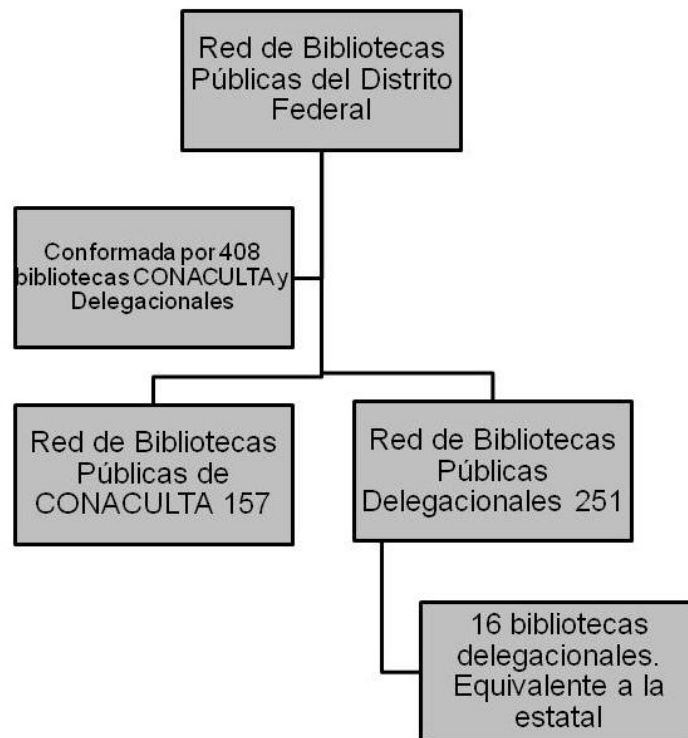 Red de Bibliotecas
Públicas del Distrito
Federal
Conformada por 408
bibliotecas CONACULTA y
Delegacionales
Red de Bibliotecas
Públicas de
CONACULTA 157
Red de Bibliotecas
Públicas
Delegacionales 251
16 bibliotecas
delegacionales.
Equivalente a la
estatal